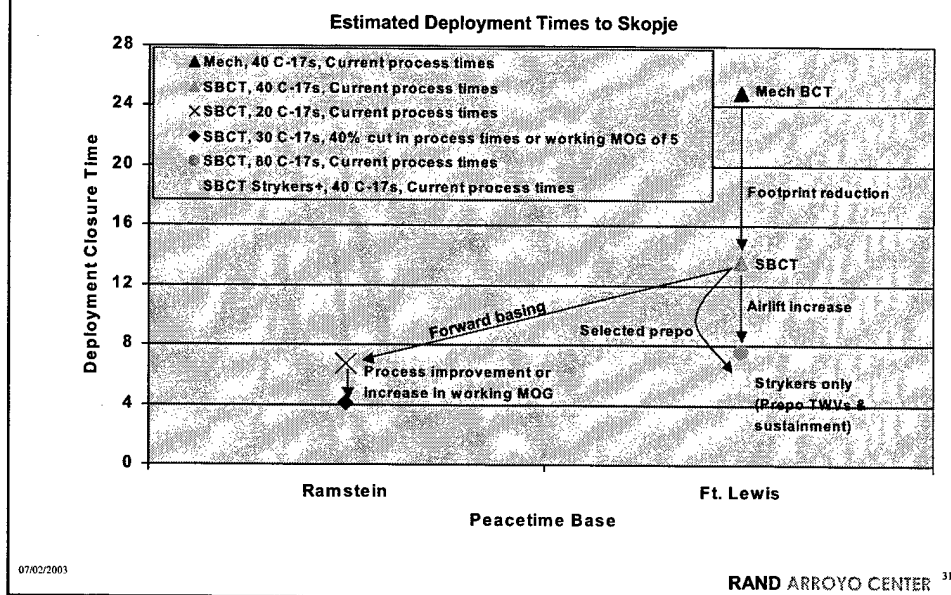 Estimated Deployment Times to Skopje
Deployment Closure Time
28
24
20
16
12
8
4
0
Mech, 40 C-17s, Current process times
SBCT, 40 C-17s, Current process times
SBCT, 20 C-17s, Current process times
SBCT, 30 C-17s, 40% cut in process times or working MOG of 5
SBCT, 80 C-17s, Current process times
SBCT Strykers+, 40 C-17s, Current process times
Mech BCT
Footprint reduction
SBCT
Airlift increase
Forward basing
Selected prepo
Process improvement or
increase in working MOG
Strykers only
(Prepo TWVs &
sustainment)
Ramstein
Ft. Lewis
Peacetime Base
07/02/2003
RAND ARROYO CENTER 31